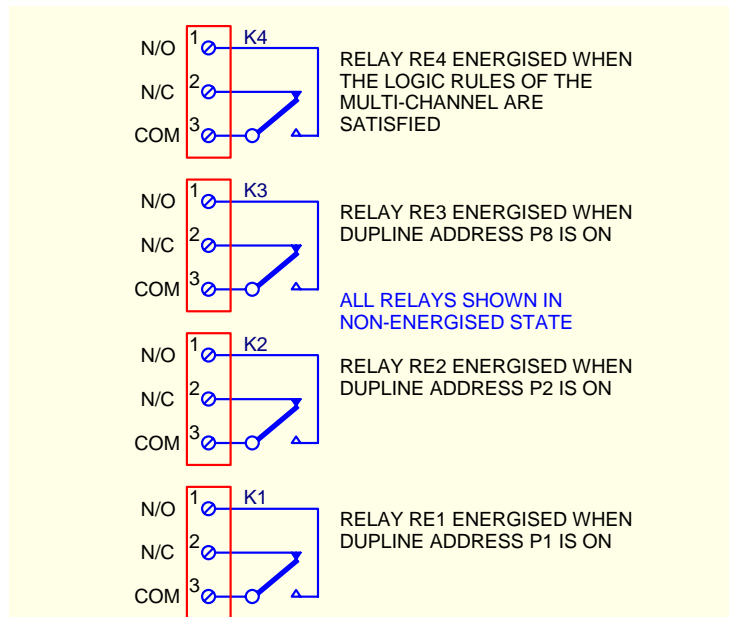 N/O 1 K4
N/C 2
COM 3
RELAY RE4 ENERGISED WHEN
THE LOGIC RULES OF THE
MULTI-CHANNEL ARE
SATISFIED
N/O 1 K3
N/C 2
COM 3
RELAY RE3 ENERGISED WHEN
DUPLINE ADDRESS P8 IS ON
ALL RELAYS SHOWN IN
NON-ENERGISED STATE
N/O 1 K2
N/C 2
COM 3
RELAY RE2 ENERGISED WHEN
DUPLINE ADDRESS P2 IS ON
N/O 1 K1
N/C 2
COM 3
RELAY RE1 ENERGISED WHEN
DUPLINE ADDRESS P1 IS ON